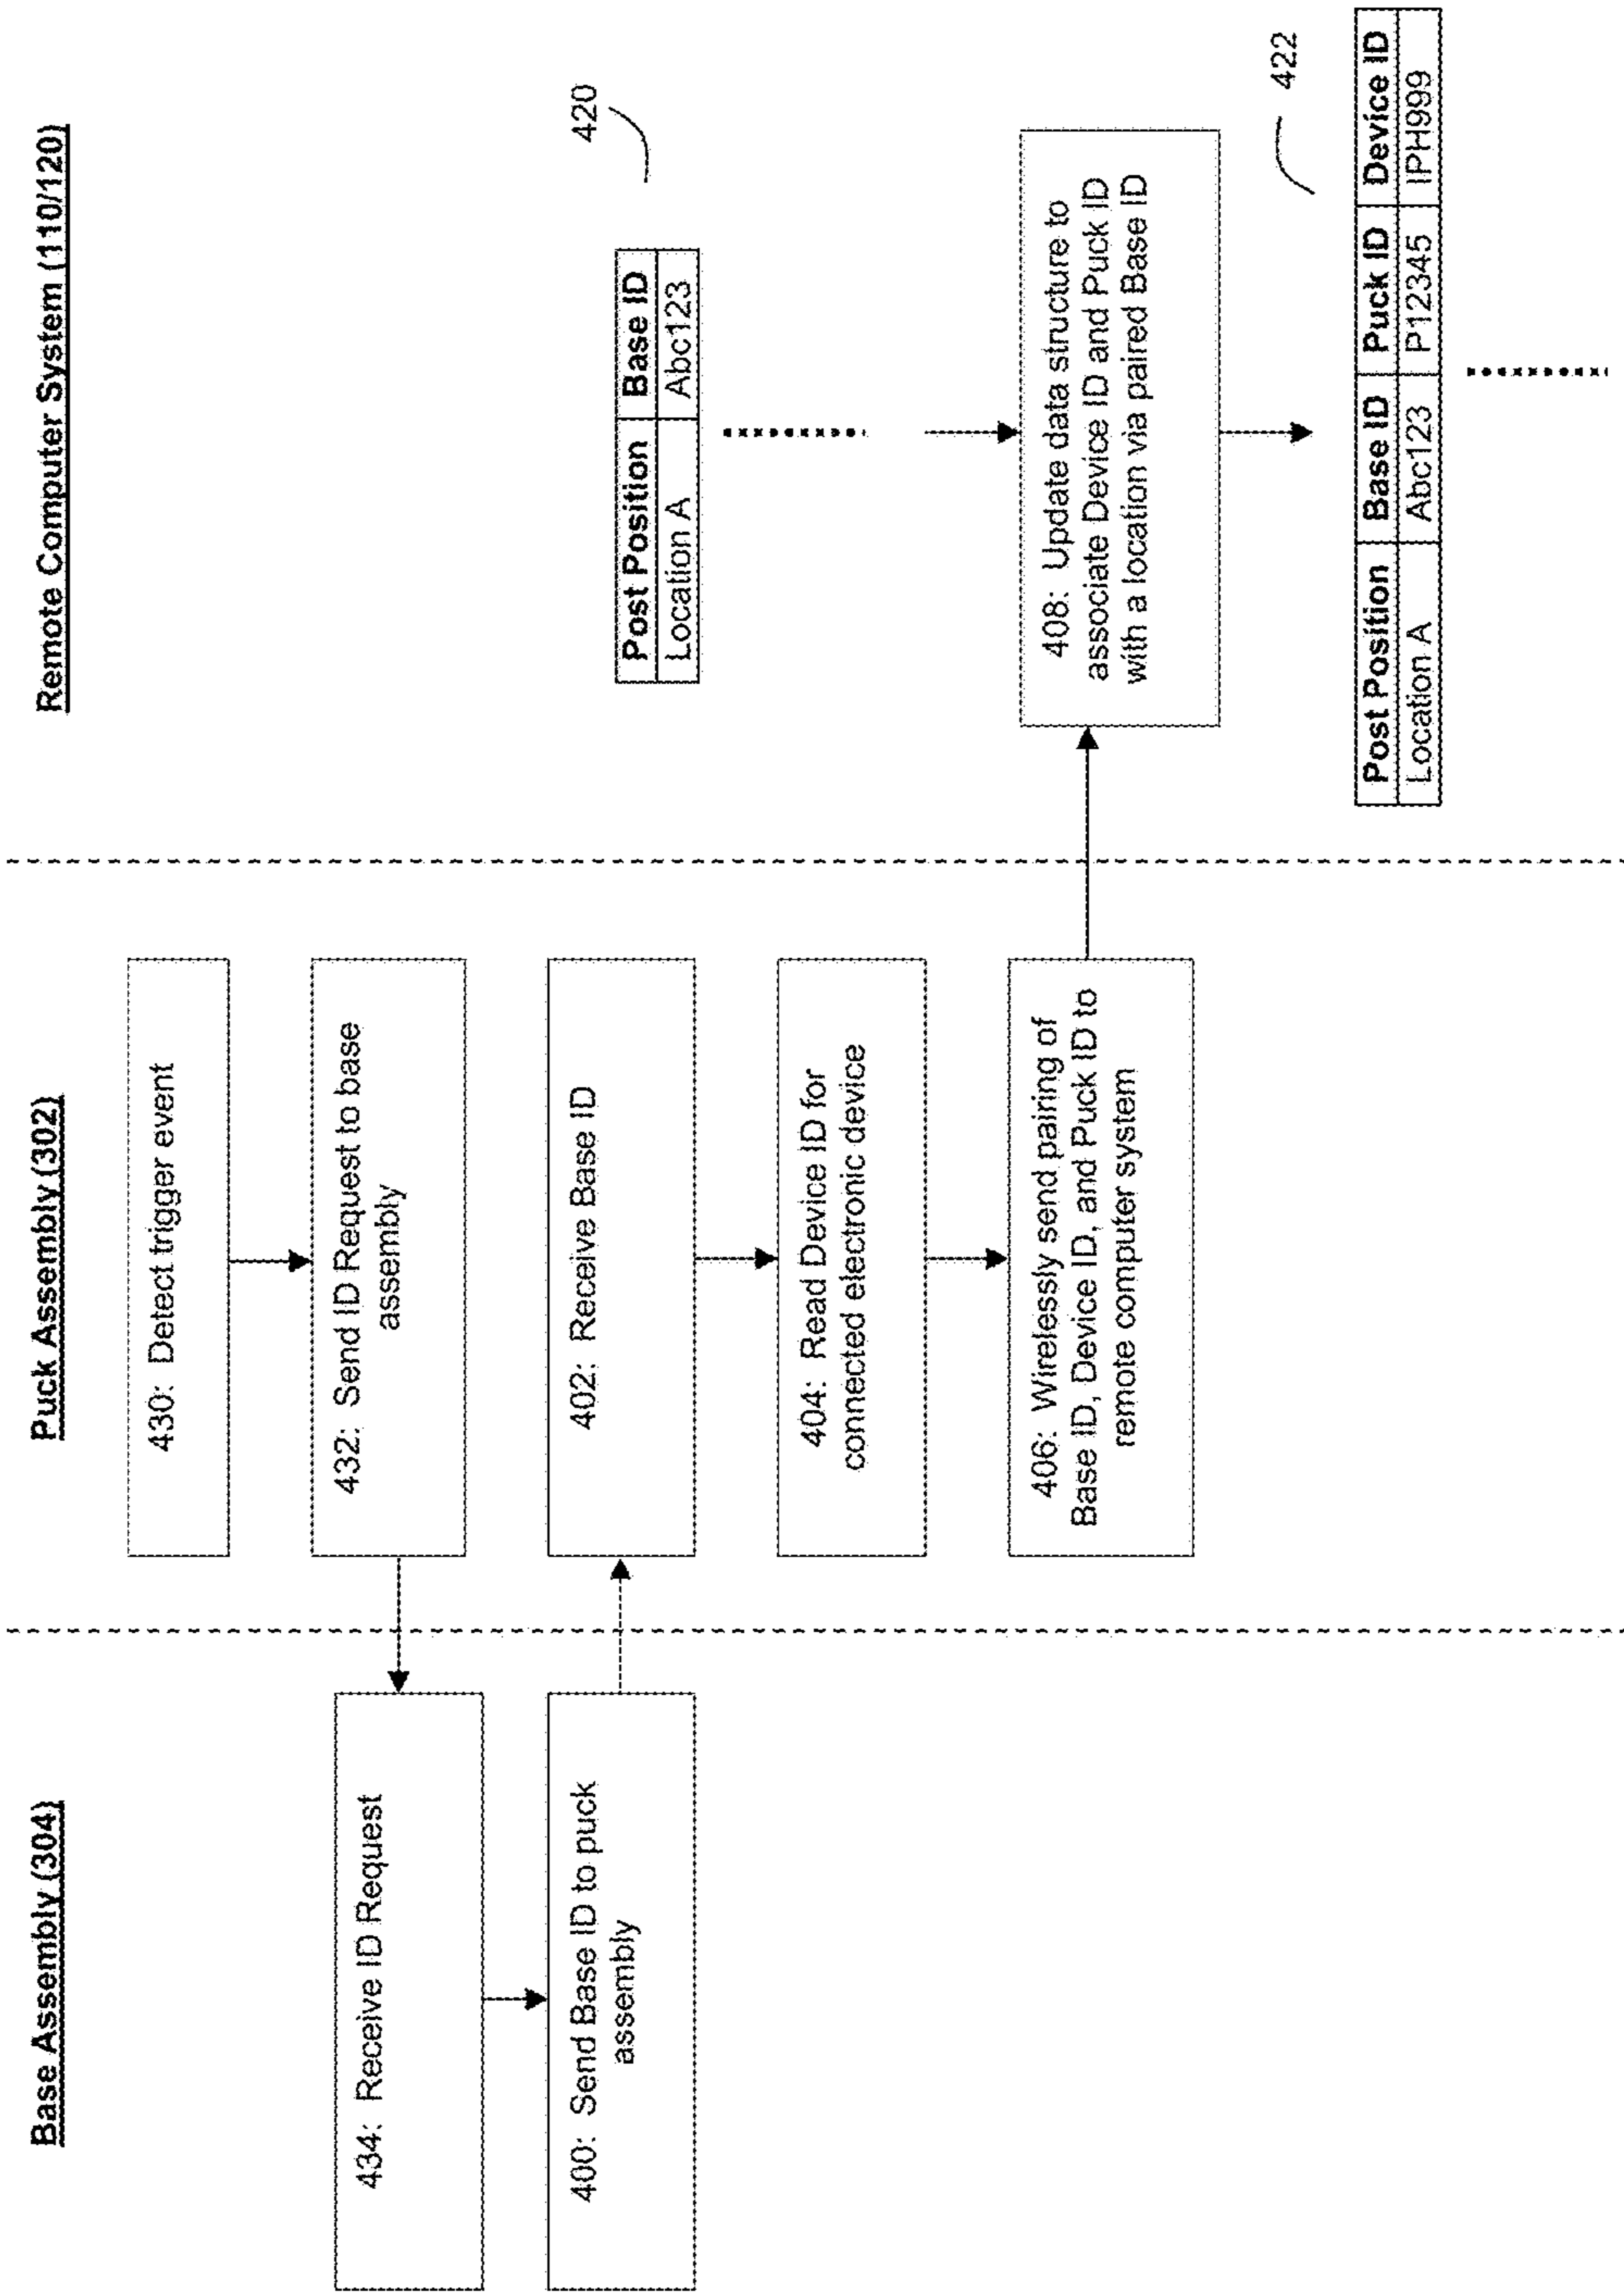 Base Assembly (304)
434: Receive ID Request
400: Send Base ID to puck
assembly
Puck Assembly (302)
430: Detect trigger event
432: Send ID Request to base
assembly
402: Receive Base ID
404: Read Device ID for
connected electronic device
406: Wirelessly send pairing of
Base ID, Device ID, and Puck ID to
remote computer system
Remote Computer System (110/120)
420
Post Position Base ID
Location A Abc123
408: Update data structure to
associate Device ID and Puck ID
with a location via paired Base ID
422
Post Position Base ID Puck ID Device ID
Location A Abc123 P12345 IPH999